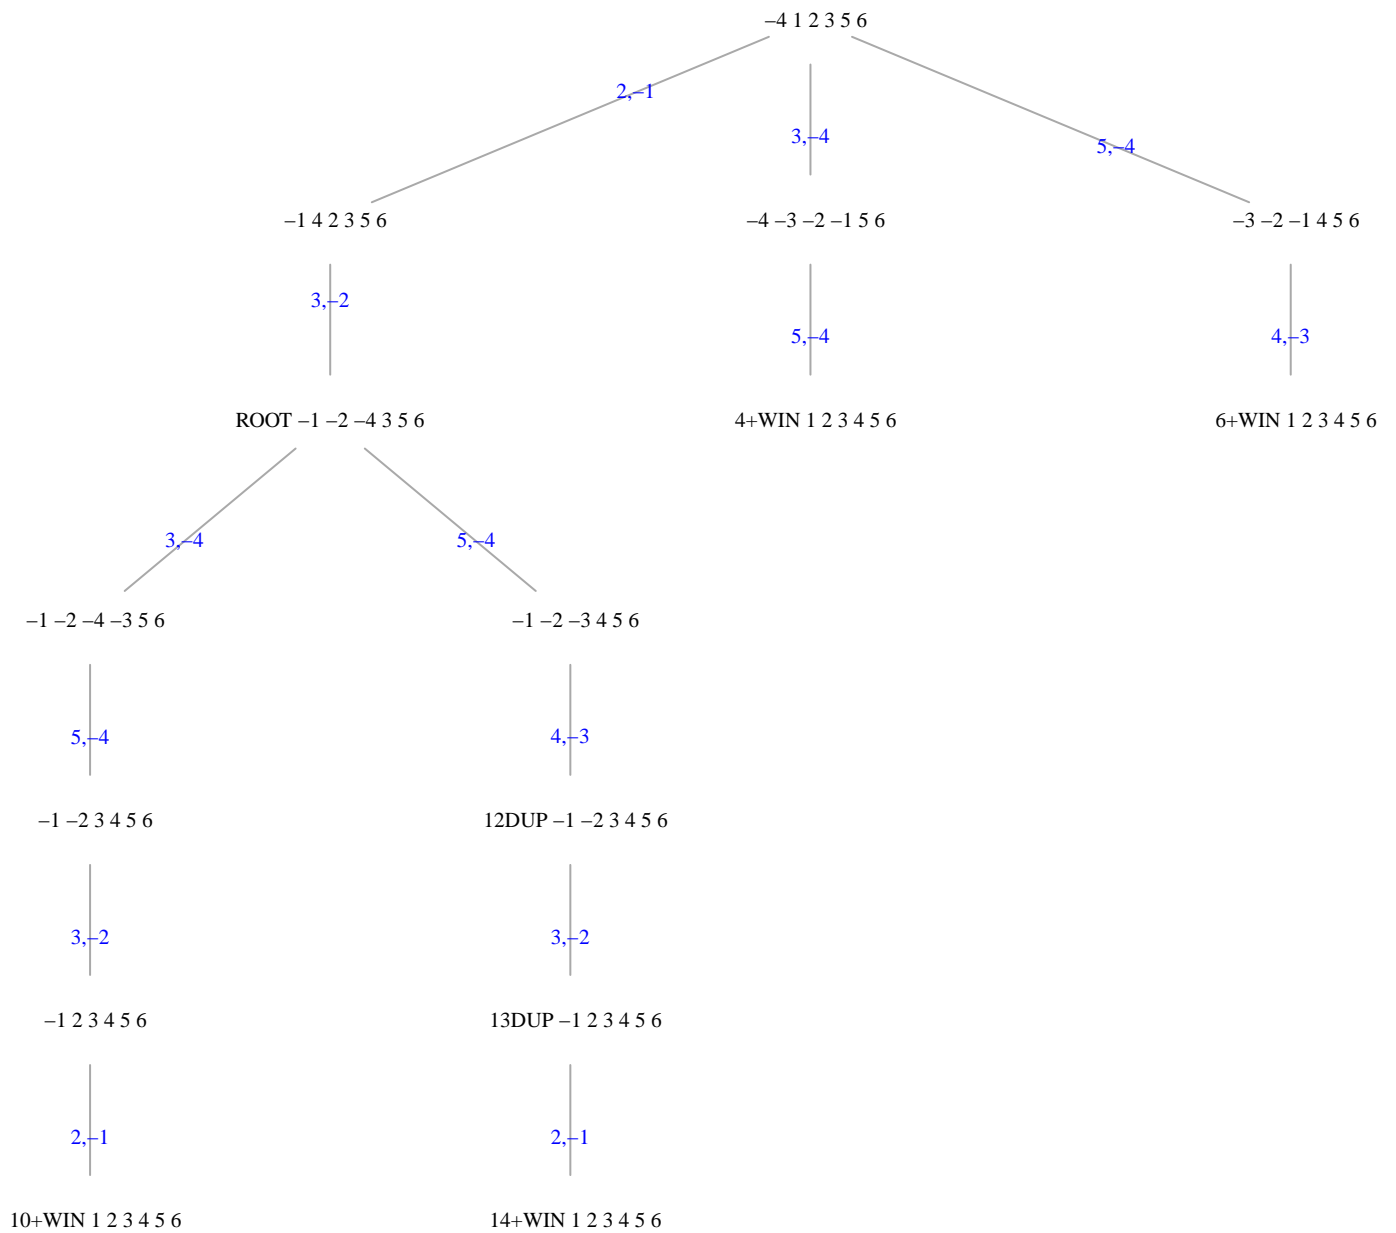 –4 1 2 3 5 6
2,–1
3,–4
5,–4
–1 4 2 3 5 6
–4 –3 –2 –1 5 6
–3 –2 –1 4 5 6
3,–2
5,–4
4,–3
ROOT –1 –2 –4 3 5 6
4+WIN 1 2 3 4 5 6
6+WIN 1 2 3 4 5 6
3,–4
5,–4
–1 –2 –4 –3 5 6
–1 –2 –3 4 5 6
5,–4
4,–3
–1 –2 3 4 5 6
12DUP –1 –2 3 4 5 6
3,–2
3,–2
–1 2 3 4 5 6
13DUP –1 2 3 4 5 6
2,–1
2,–1
10+WIN 1 2 3 4 5 6
14+WIN 1 2 3 4 5 6